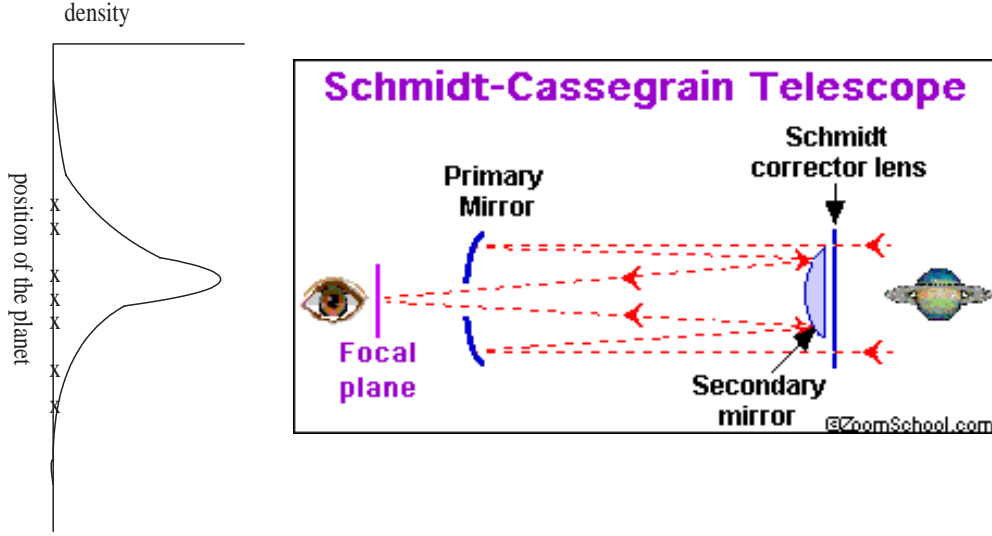 density
position of the planet
x
x
x
x
x
x
x
Schmidt-Cassegrain Telescope
Schmidt
corrector lens
Primary
Mirror
Focal
plane
Secondary
mirror
©ZoomSchool.com